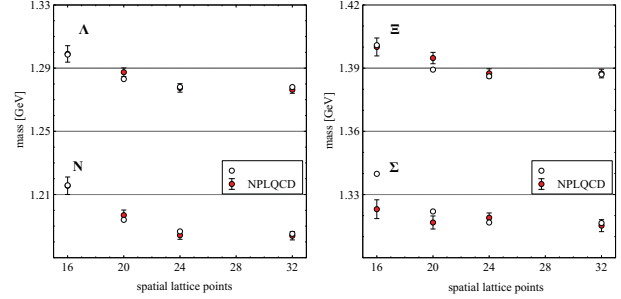 1.33
1.29
1.25
1.21
mass [GeV]
Λ
N
NPLQCD
16
20
24
28
32
spatial lattice points
1.42
1.39
1.36
1.33
mass [GeV]
Ξ
Σ
NPLQCD
16
20
24
28
32
spatial lattice points